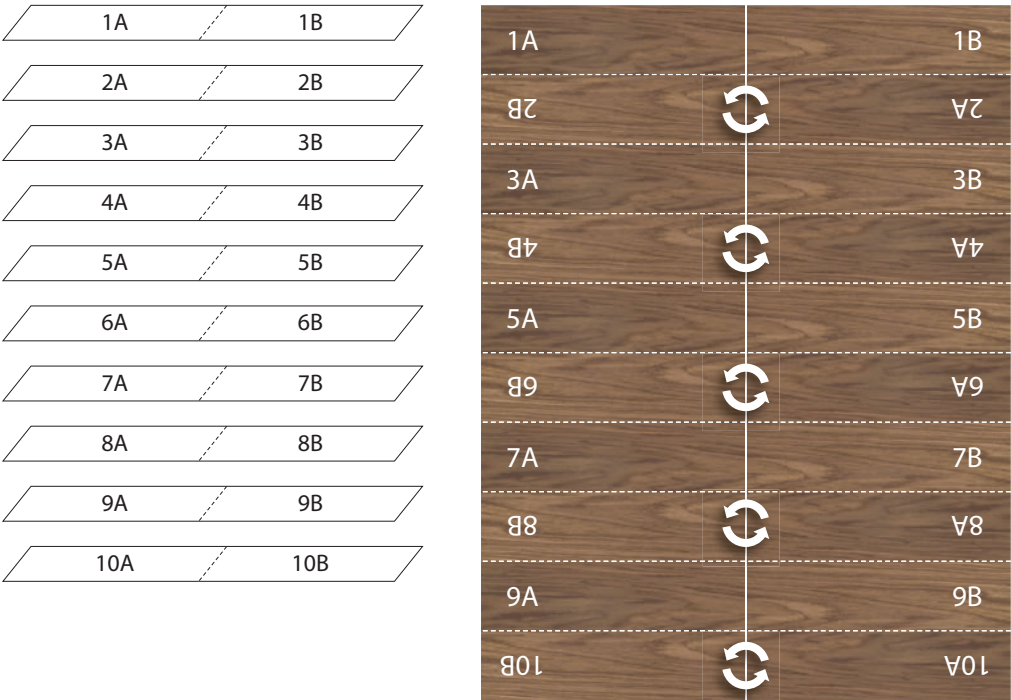 1A 1B
2A 2B
3A 3B
4A 4B
5A 5B
6A 6B
7A 7B
8A 8B
9A 9B
10A 10B
1A 1B
2B 2A
3A 3B
4B 4A
5A 5B
6B 6A
7A 7B
8B 8A
9A 9B
10B 10A